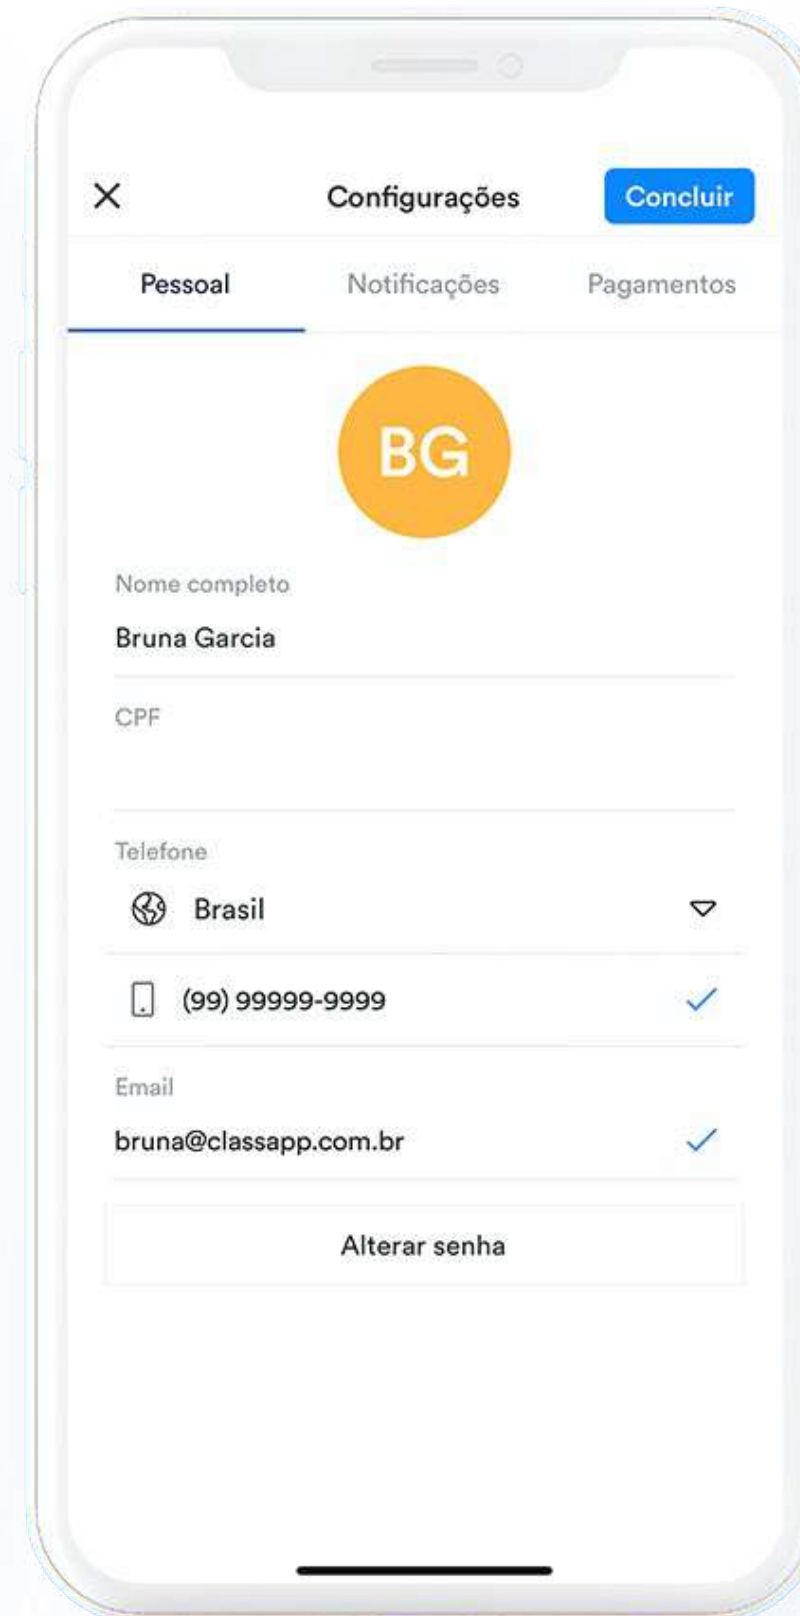 Configurações
Concluir
Pessoal
Notificações
Pagamentos
BG
Nome completo
Bruna Garcia
CPF
Telefone
Brasil
(99) 99999-9999
Email
bruna@classapp.com.br
Alterar senha